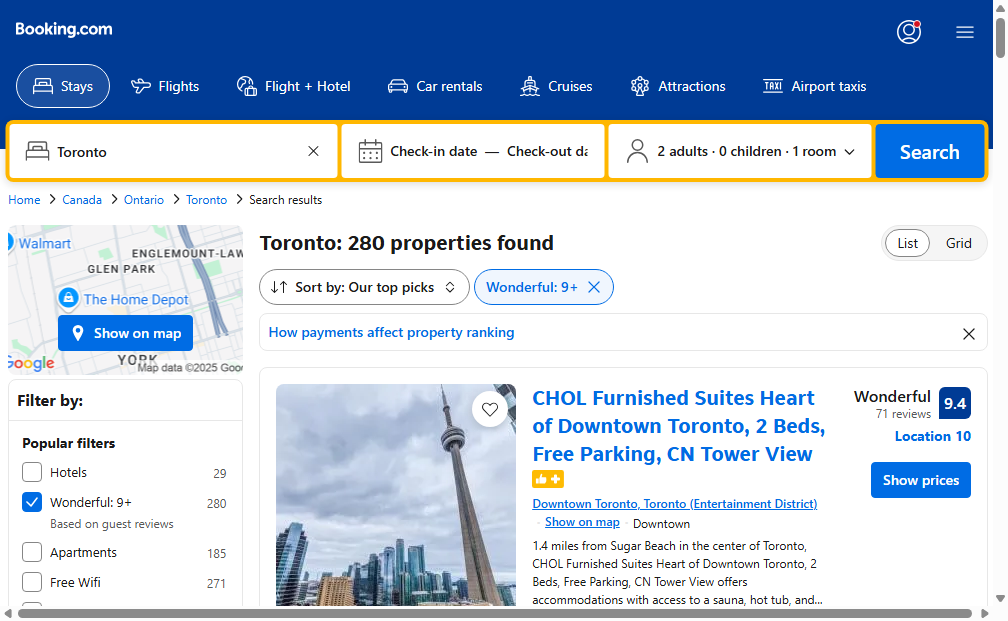 Booking.com
Stays
Flights
Flight + Hotel
Car rentals
Cruises
Attractions
TAXI Airport taxis
Toronto
Check-in date — Check-out da
2 adults · 0 children · 1 room
Search
Home
Canada
Ontario
Toronto
Search results
Walmart
ENGLEMOUNT-LAW
GLEN PARK
The Home Depot
Show on map
YORK
Google
Map data ©2025 Goo
Toronto: 280 properties found
List
Grid
Sort by: Our top picks
Wonderful: 9+
How payments affect property ranking
Filter by:
Popular filters
Hotels 29
Wonderful: 9+ 280
Based on guest reviews
Apartments 185
Free Wifi 271
CHOL Furnished Suites Heart
of Downtown Toronto, 2 Beds,
Free Parking, CN Tower View
Downtown Toronto, Toronto (Entertainment District)
· Show on map · Downtown
1.4 miles from Sugar Beach in the center of Toronto,
CHOL Furnished Suites Heart of Downtown Toronto, 2
Beds, Free Parking, CN Tower View offers
accommodations with access to a sauna, hot tub, and...
Wonderful
71 reviews
9.4
Location 10
Show prices